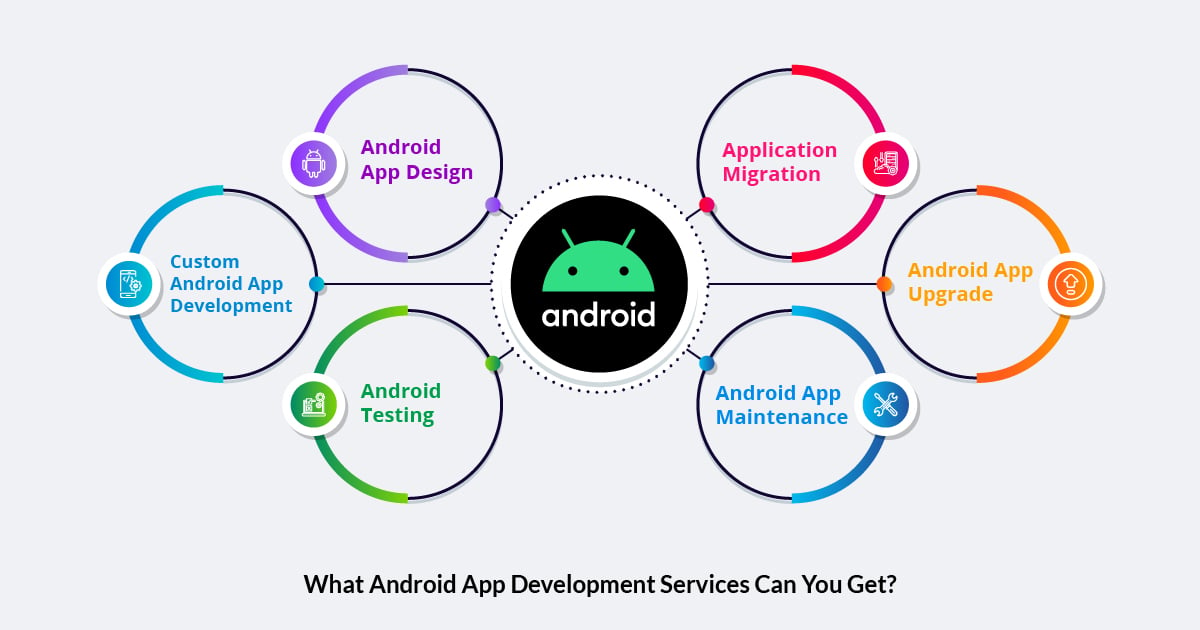 Android
App Design
Application
Migration
Custom
Android App
Development
android
Android App
Upgrade
Android
Testing
Android App
Maintenance
What Android App Development Services Can You Get?